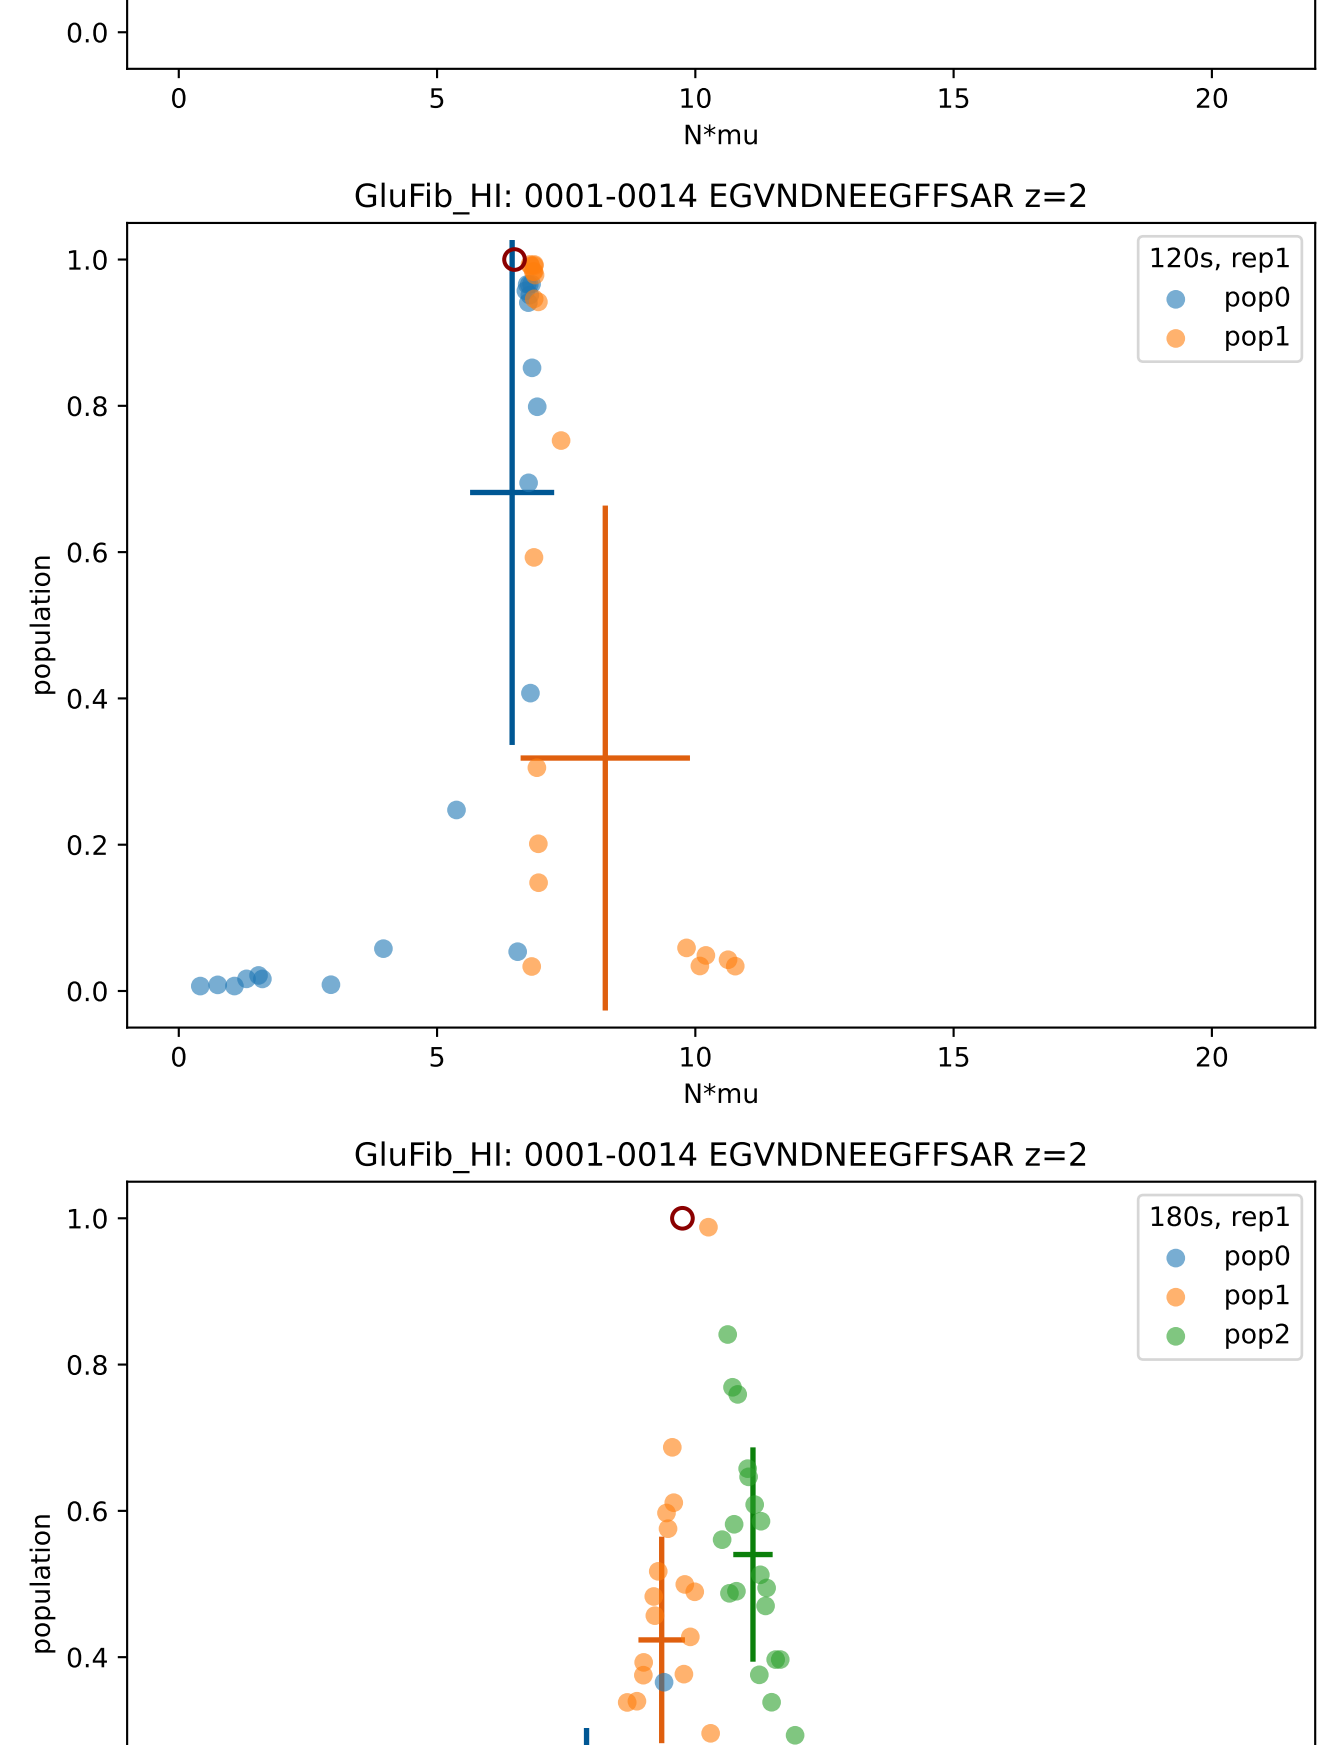 0.0
0 5 10 15 20
N*mu
GluFib_HI: 0001-0014 EGVNDNEEGFFSAR z=2
1.0
0.8
0.6
0.4
0.2
0.0
population
120s, rep1
pop0
pop1
0 5 10 15 20
N*mu
GluFib_HI: 0001-0014 EGVNDNEEGFFSAR z=2
1.0
0.8
0.6
0.4
population
180s, rep1
pop0
pop1
pop2